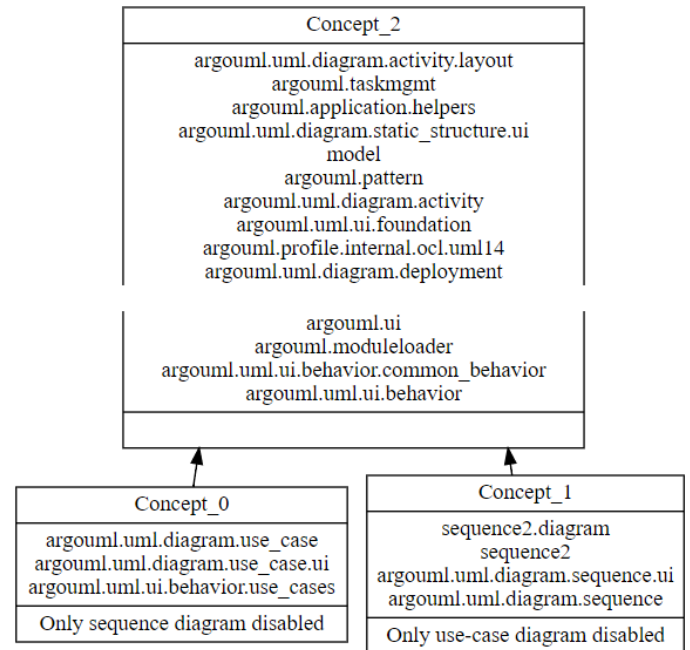 Concept_2
argouml.uml.diagram.activity.layout
argouml.taskmgmt
argouml.application.helpers
argouml.uml.diagram.static_structure.ui
model
argouml.pattern
argouml.uml.diagram.activity
argouml.uml.ui.foundation
argouml.profile.internal.ocl.uml14
argouml.uml.diagram.deployment
argouml.ui
argouml.moduleloader
argouml.uml.ui.behavior.common_behavior
argouml.uml.ui.behavior
Concept_0
argouml.uml.diagram.use_case
argouml.uml.diagram.use_case.ui
argouml.uml.ui.behavior.use_cases
Only sequence diagram disabled
Concept_1
sequence2.diagram
sequence2
argouml.uml.diagram.sequence.ui
argouml.uml.diagram.sequence
Only use-case diagram disabled